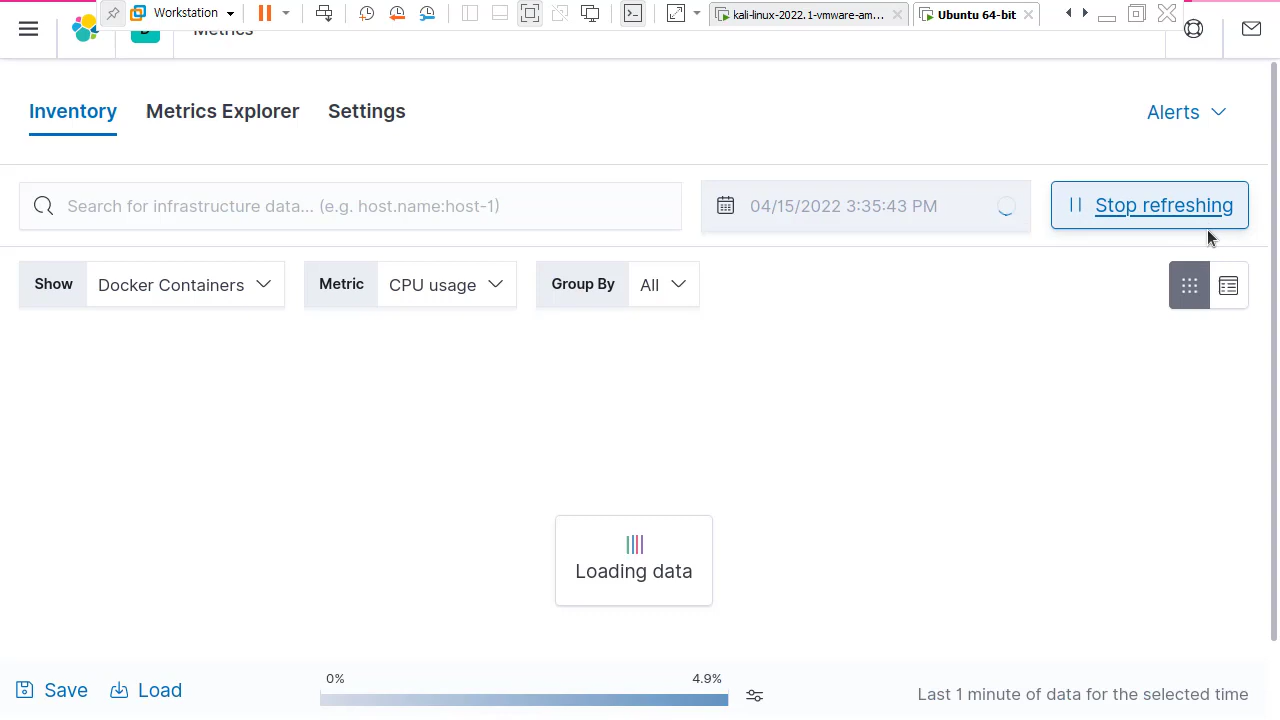 Workstation
kali-linux-2022.1-vmware-am...
Ubuntu 64-bit
D
Metrics
Inventory
Metrics Explorer
Settings
Alerts
Search for infrastructure data... (e.g. host.name:host-1)
04/15/2022 3:35:43 PM
Stop refreshing
Show
Docker Containers
Metric
CPU usage
Group By
All
Loading data
Save
Load
0%
4.9%
Last 1 minute of data for the selected time